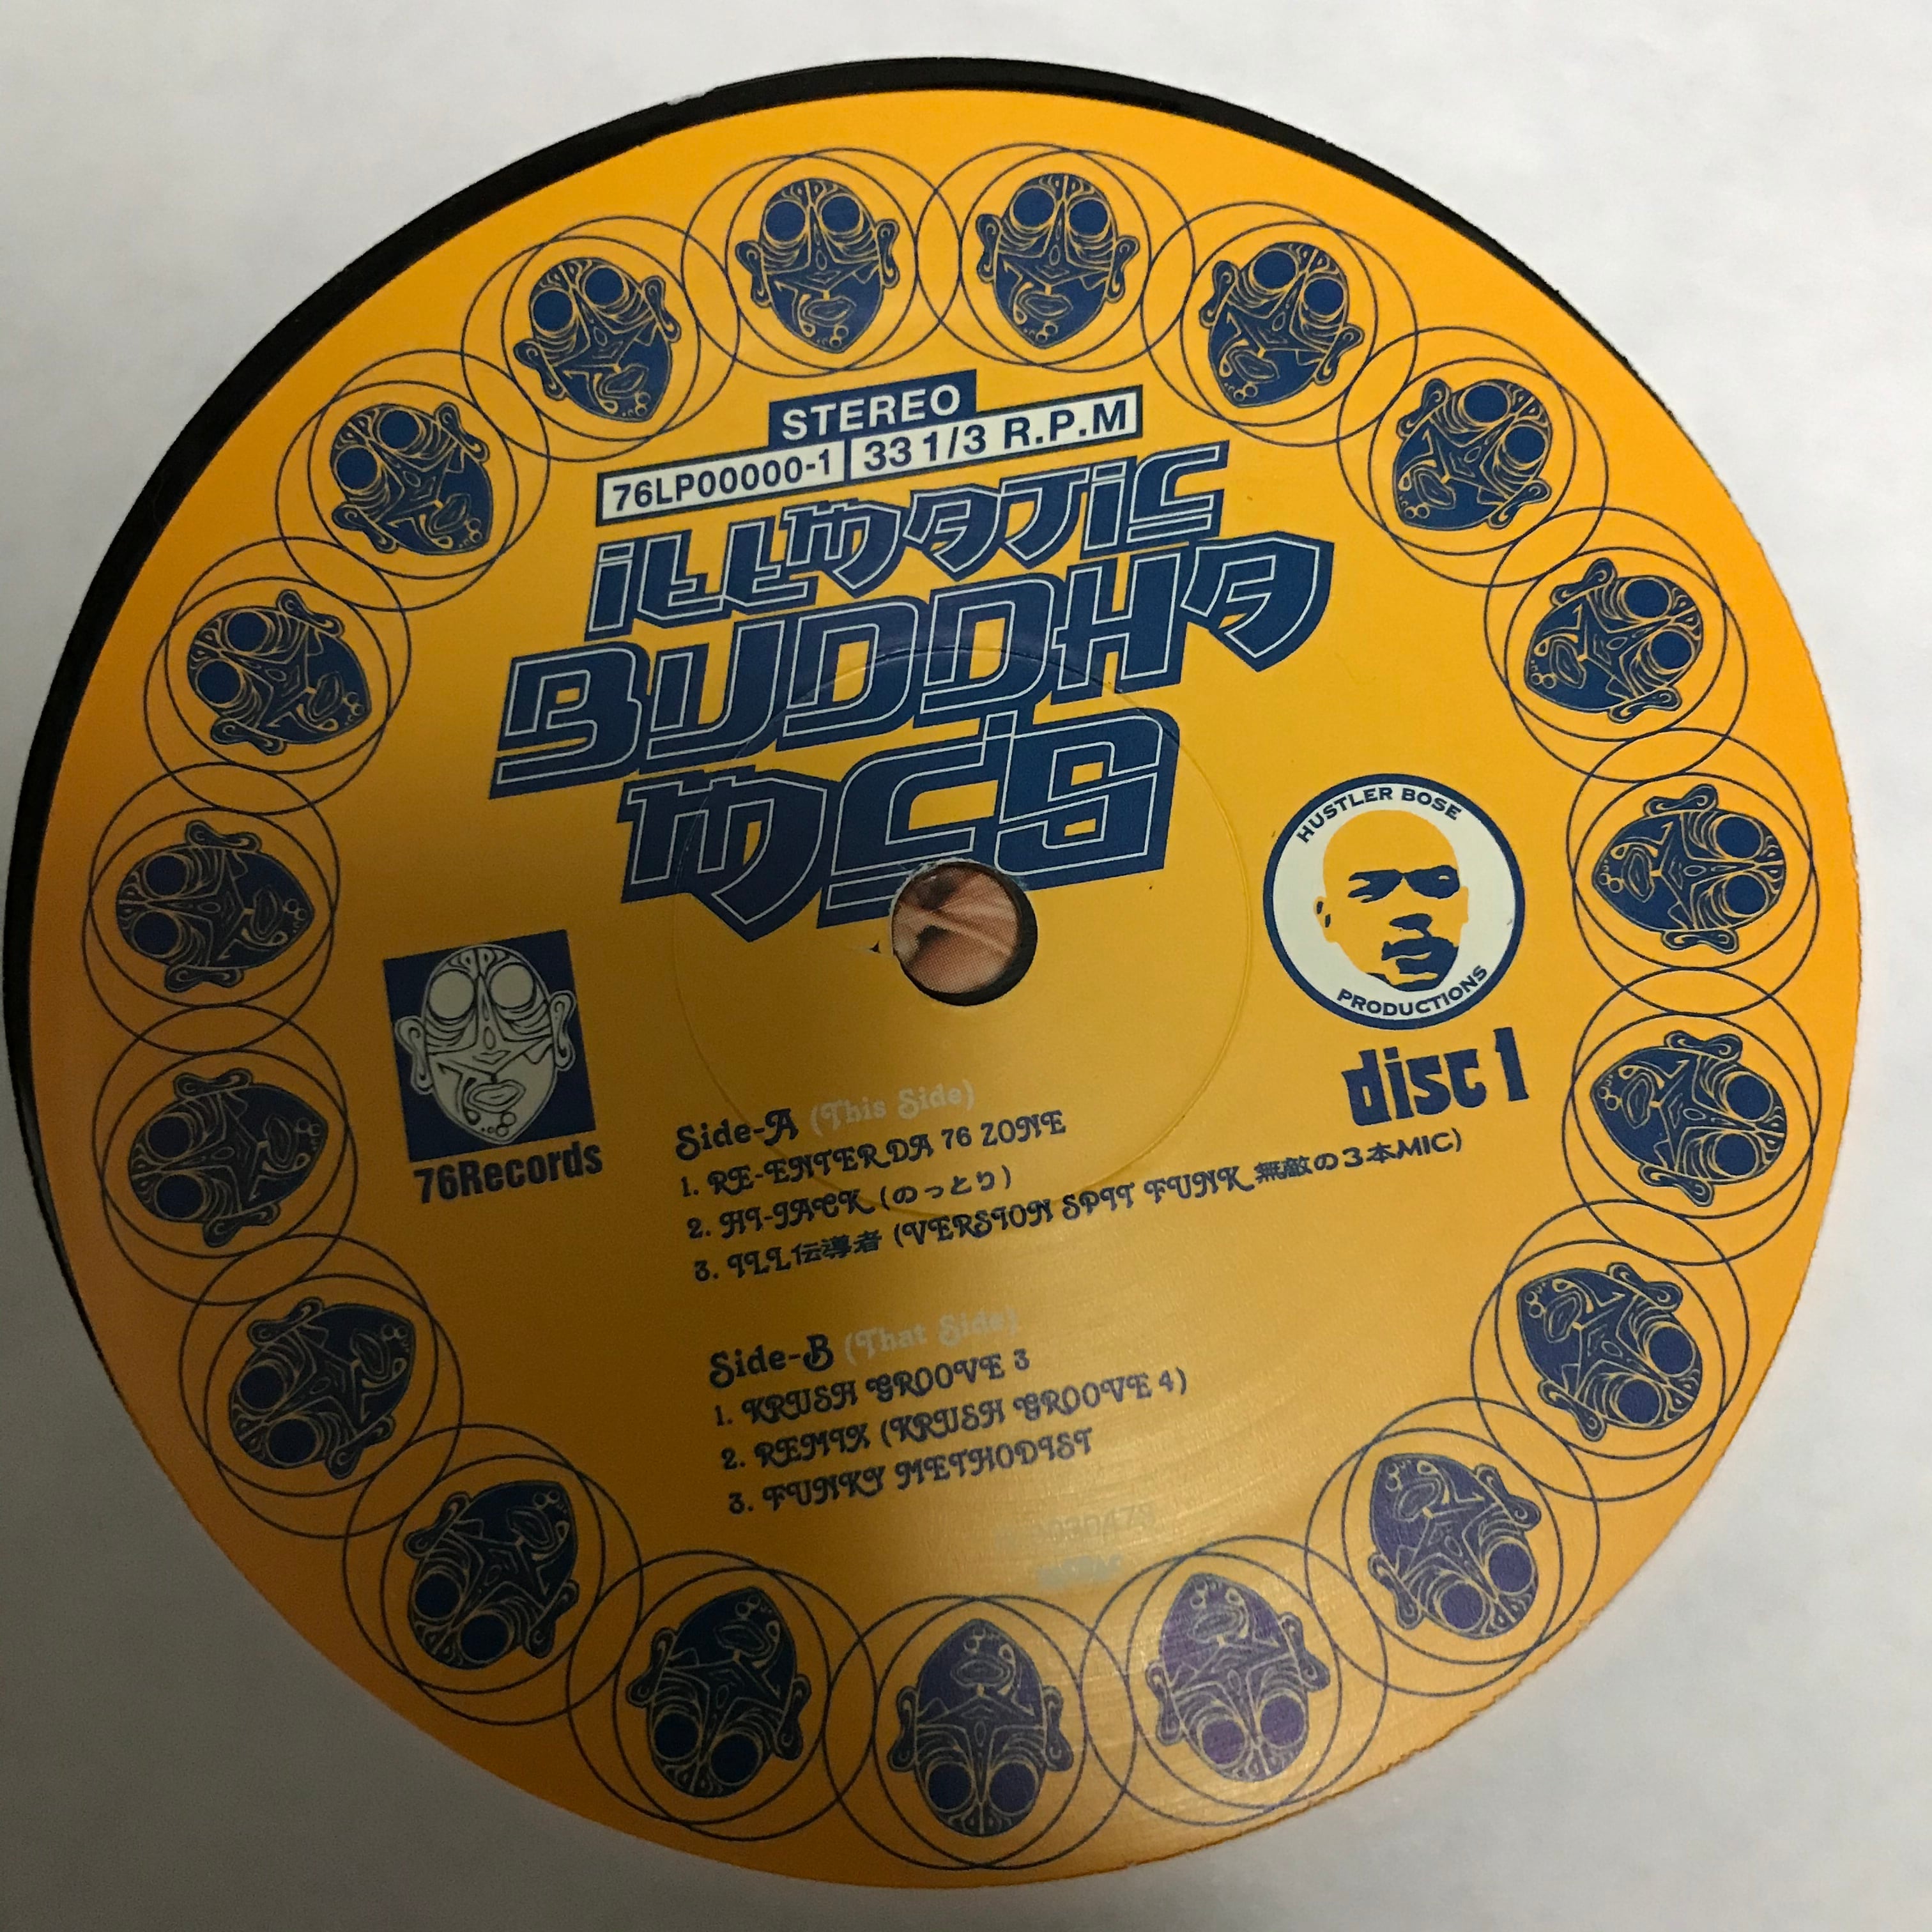 STEREO
76LP00000-1 33 1/3 R.P.M
iLLMATiC
BUDDHA
MC'S
HUSTLER BOSE
PRODUCTIONS
disc 1
76Records
Side-A (This Side)
1. RE-ENTER DA 76 ZONE
2. HI-JACK (のっとり)
3. ILL伝導者 (VERSION SPIT FUNK 無敵の3本MIC)
Side-B (That Side)
1. KRUSH GROOVE 3
2. REMIX (KRUSH GROOVE 4)
3. FUNKY METHODIST